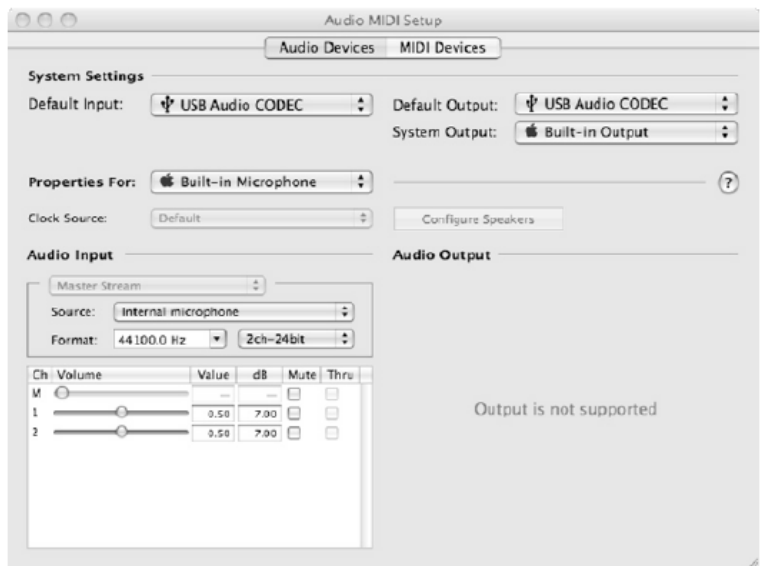 Audio MIDI Setup
Audio Devices MIDI Devices
System Settings
Default Input: USB Audio CODEC
Default Output: USB Audio CODEC
System Output: Built-in Output
Properties For: Built-in Microphone
?
Clock Source: Default
Configure Speakers
Audio Input
Audio Output
Master Stream
Source: Internal microphone
Format: 44100.0 Hz 2ch-24bit
Ch Volume Value dB Mute Thru
M — —
1 0.50 7.00
2 0.50 7.00
Output is not supported